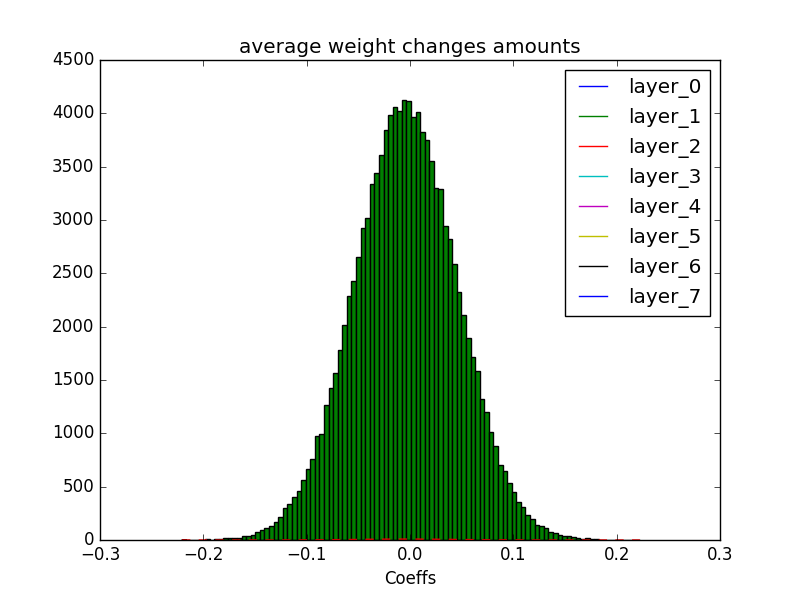 average weight changes amounts
4500
4000
3500
3000
2500
2000
1500
1000
500
0
layer_0
layer_1
layer_2
layer_3
layer_4
layer_5
layer_6
layer_7
−0.3 −0.2 −0.1 0.0 0.1 0.2 0.3
Coeffs